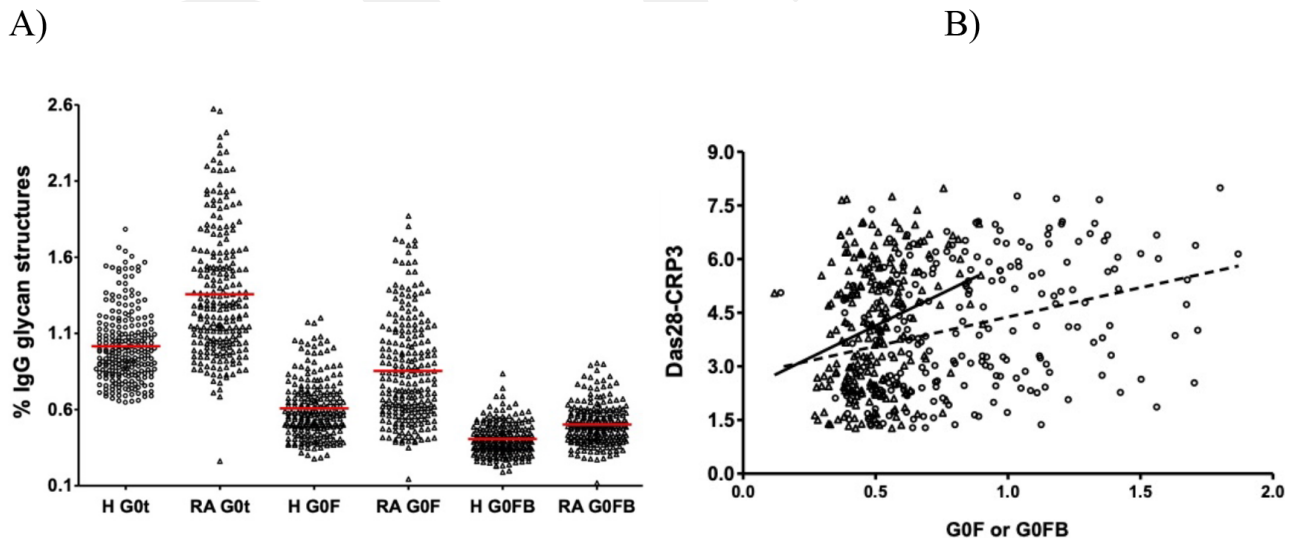 A)
B)
% IgG glycan structures
2.6
2.1
1.6
1.1
0.6
0.1
H G0t RA G0t H G0F RA G0F H G0FB RA G0FB
Das28-CRP3
9.0
7.5
6.0
4.5
3.0
1.5
0.0
0.0 0.5 1.0 1.5 2.0
G0F or G0FB